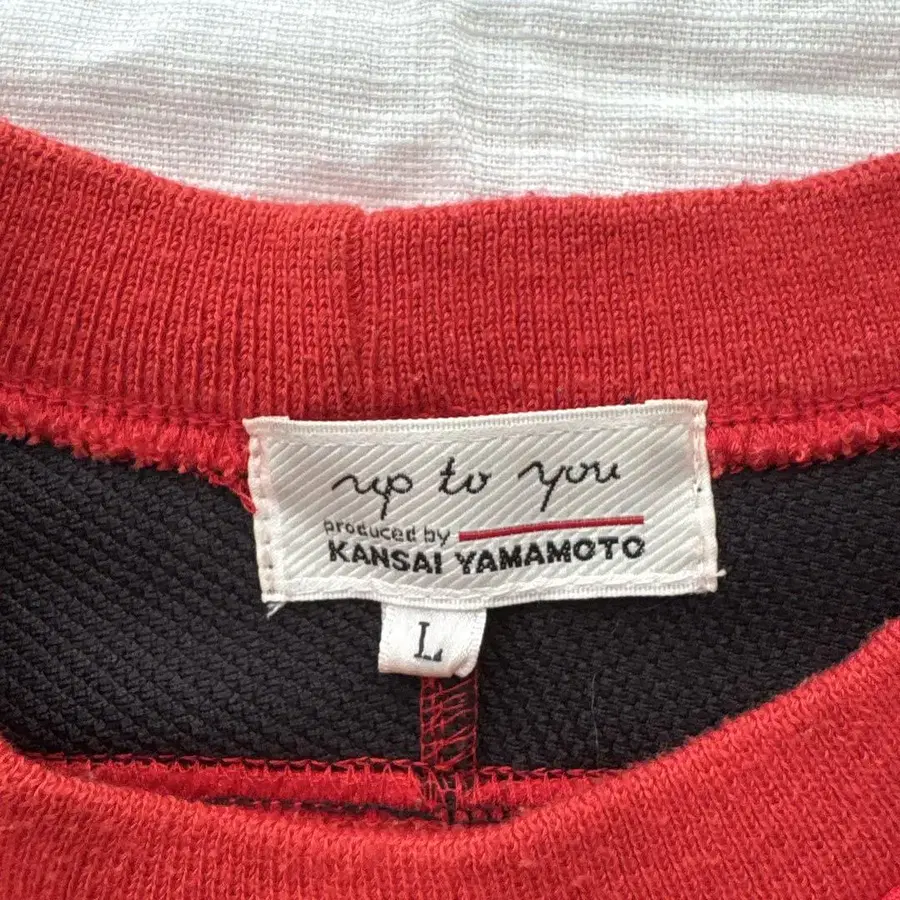 up to you
produced by
KANSAI YAMAMOTO
L